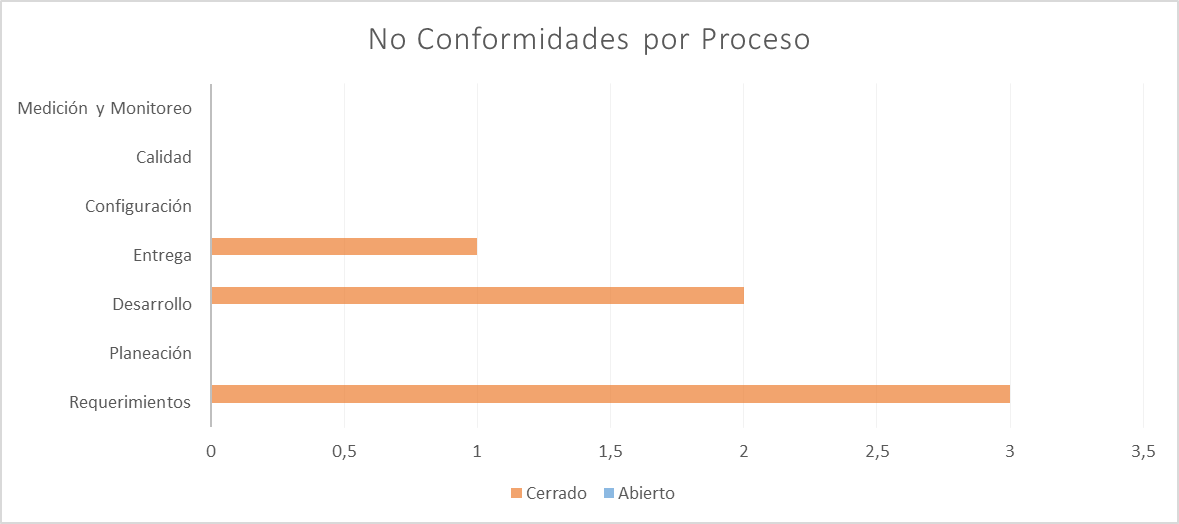 No Conformidades por Proceso
Medición y Monitoreo
Calidad
Configuración
Entrega
Desarrollo
Planeación
Requerimientos
0 0,5 1 1,5 2 2,5 3 3,5
Cerrado Abierto